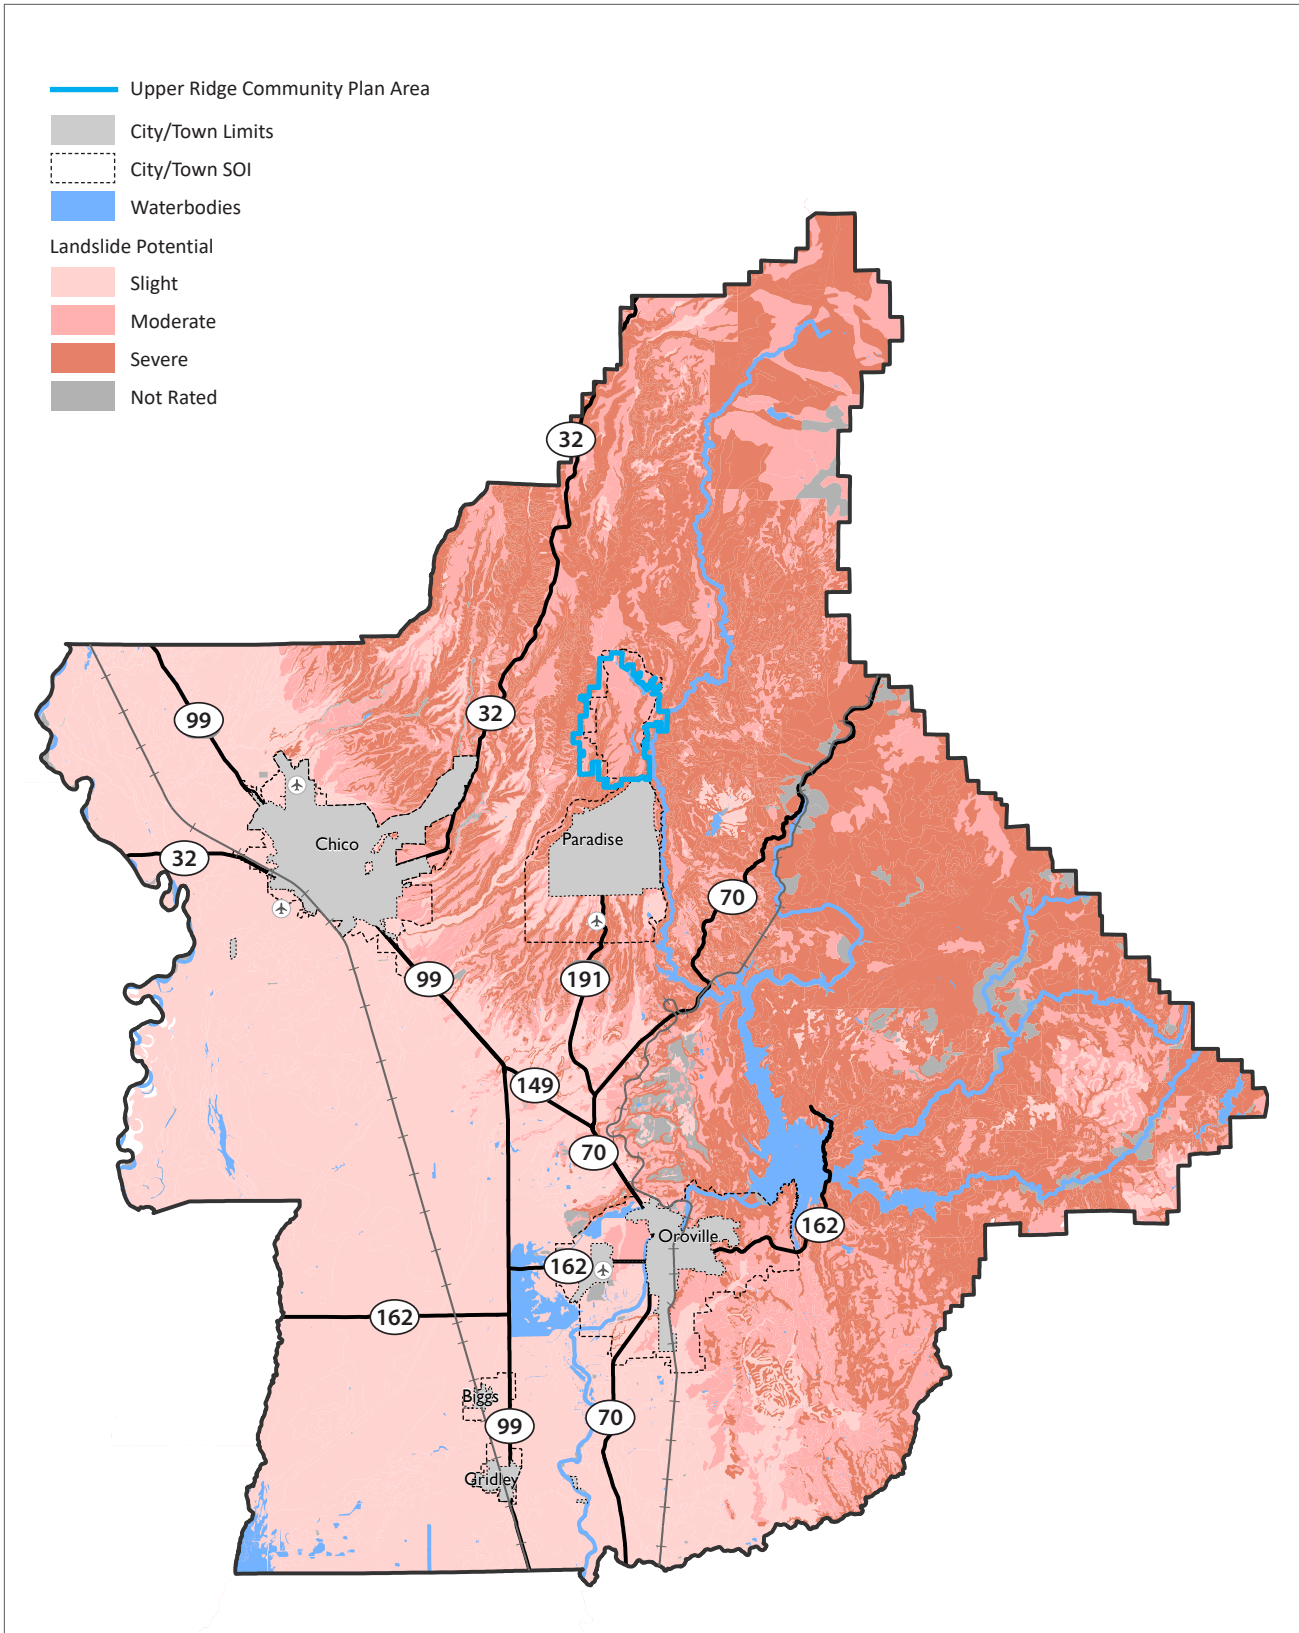 Upper Ridge Community Plan Area
City/Town Limits
City/Town SOI
Waterbodies
Landslide Potential
Slight
Moderate
Severe
Not Rated
32
99
32
Chico
Paradise
32
70
99
191
149
70
162
Oroville
162
162
Biggs
99
70
Gridley